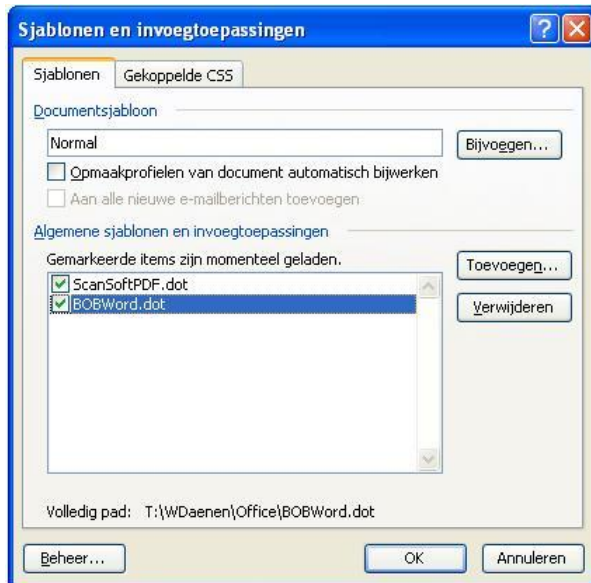 Sjablonen en invoegtoepassingen
Sjablonen
Gekoppelde CSS
Documentsjabloon
Normal
Bijvoegen...
Opmaakprofielen van document automatisch bijwerken
Aan alle nieuwe e-mailberichten toevoegen
Algemene sjablonen en invoegtoepassingen
Gemarkeerde items zijn momenteel geladen.
Toevoegen...
ScanSoftPDF.dot
BOBWord.dot
Verwijderen
Volledig pad: T:\WDaenen\Office\BOBWord.dot
Beheer...
OK
Annuleren